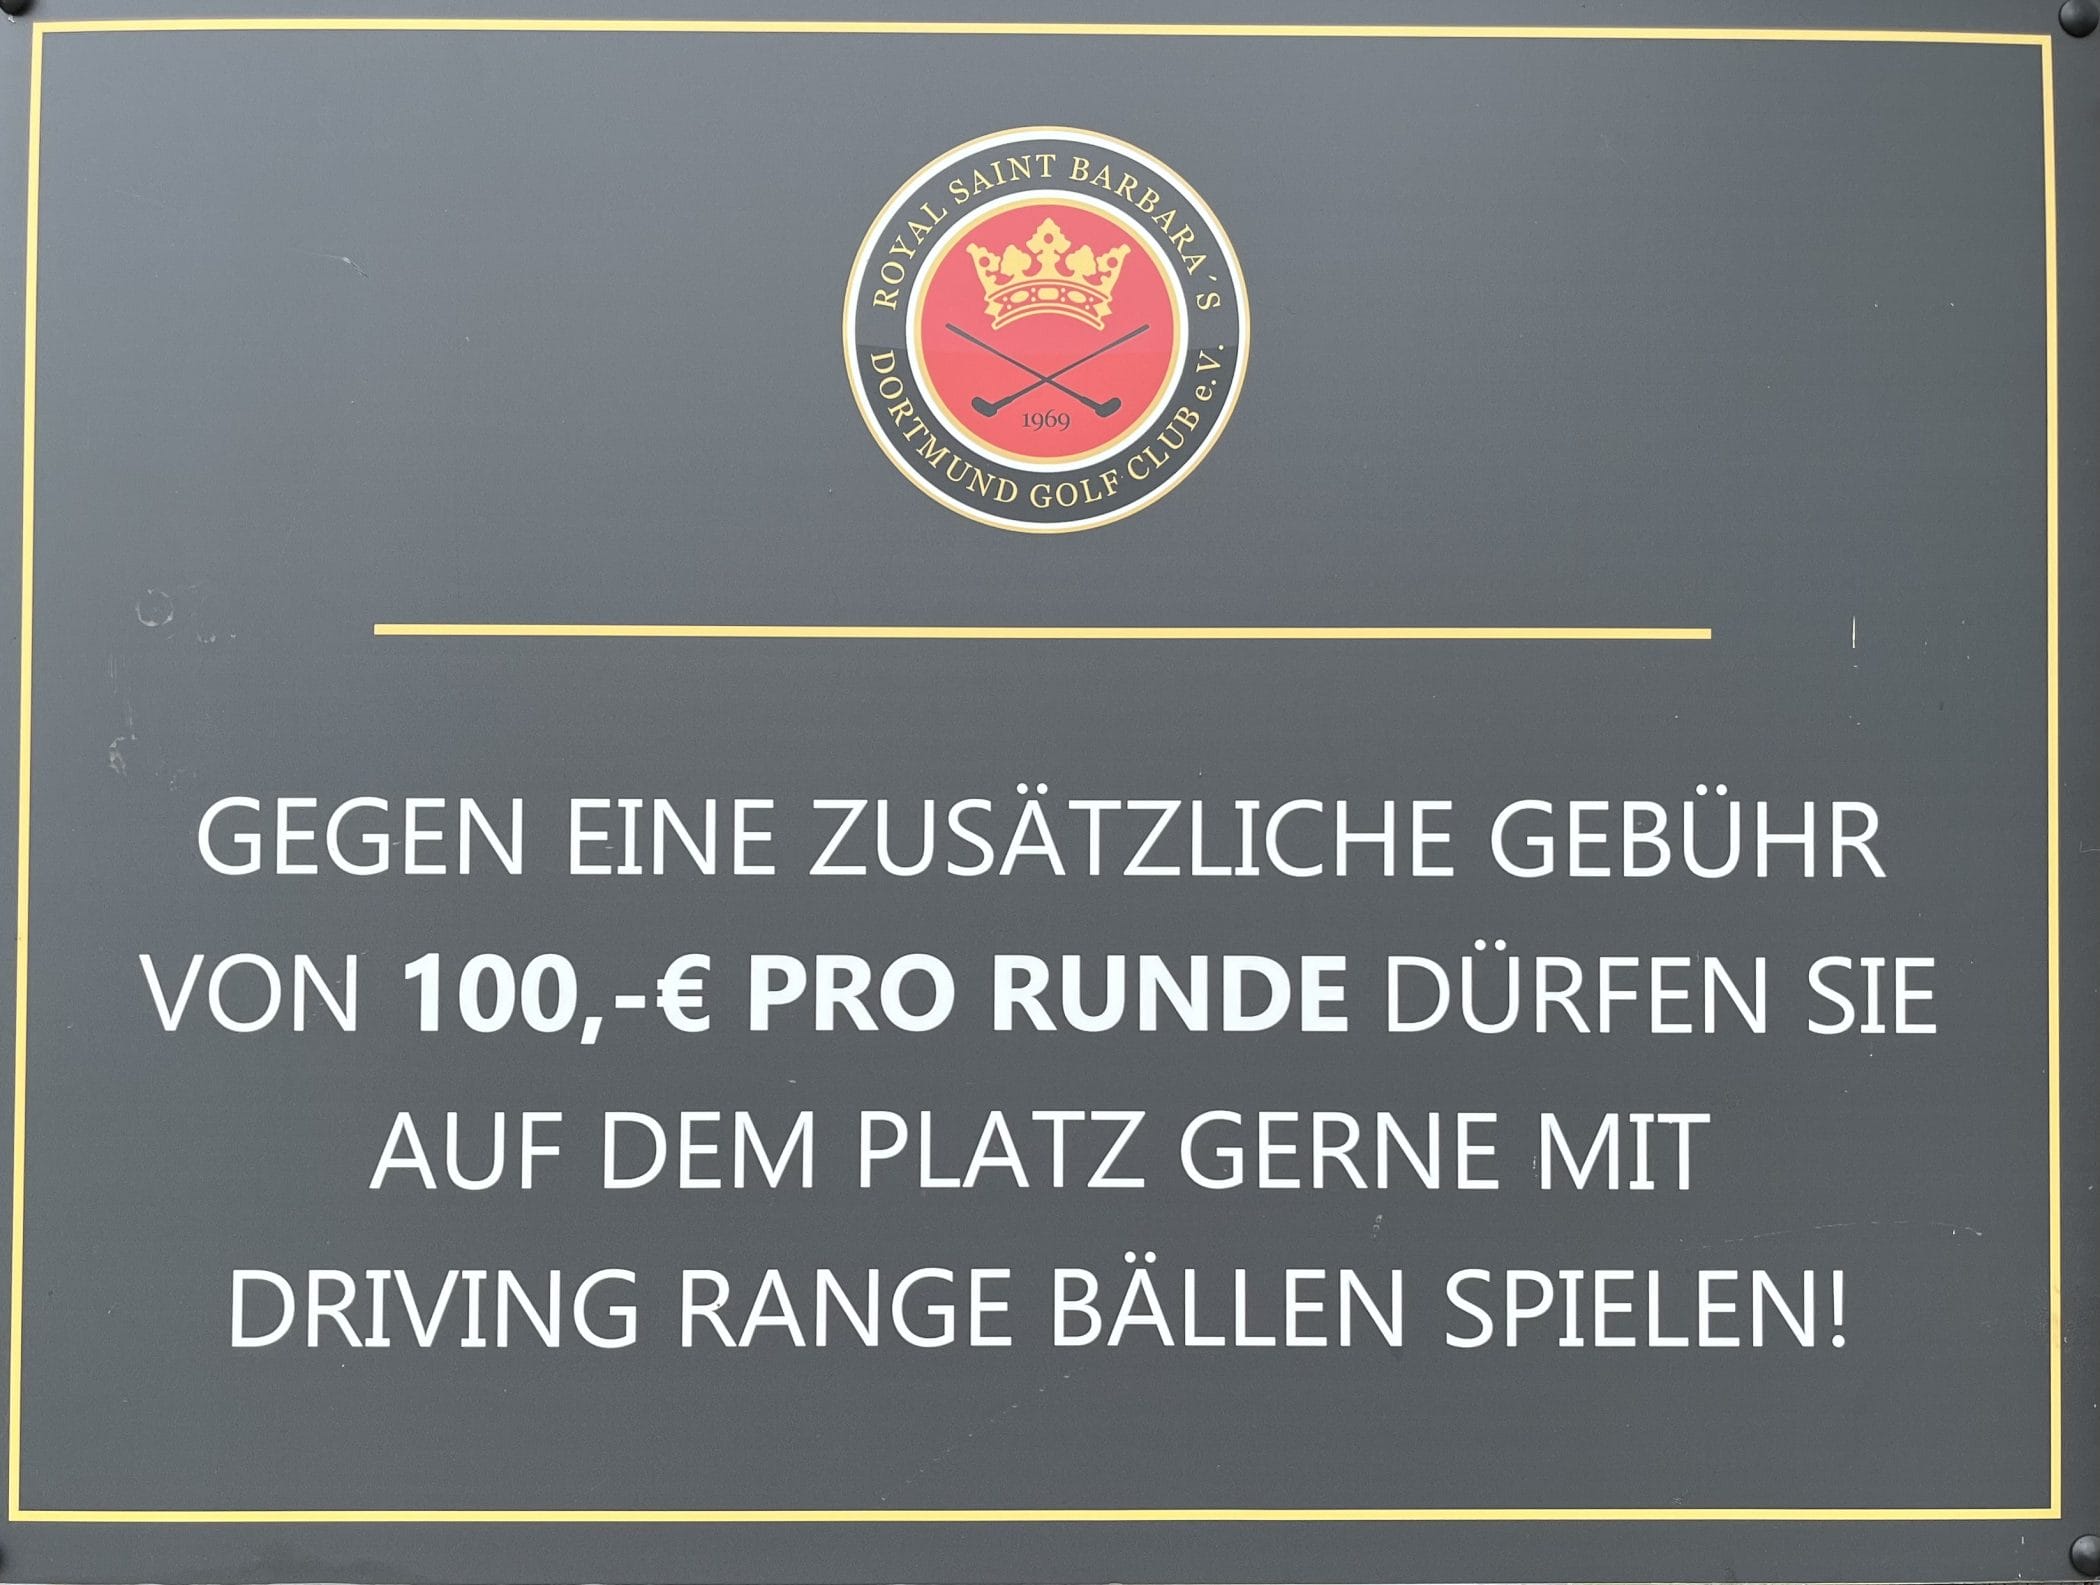 ROYAL SAINT BARBARA´S
DORTMUND GOLF CLUB e.V.
1969
GEGEN EINE ZUSÄTZLICHE GEBÜHR
VON 100,-€ PRO RUNDE DÜRFEN SIE
AUF DEM PLATZ GERNE MIT
DRIVING RANGE BÄLLEN SPIELEN!